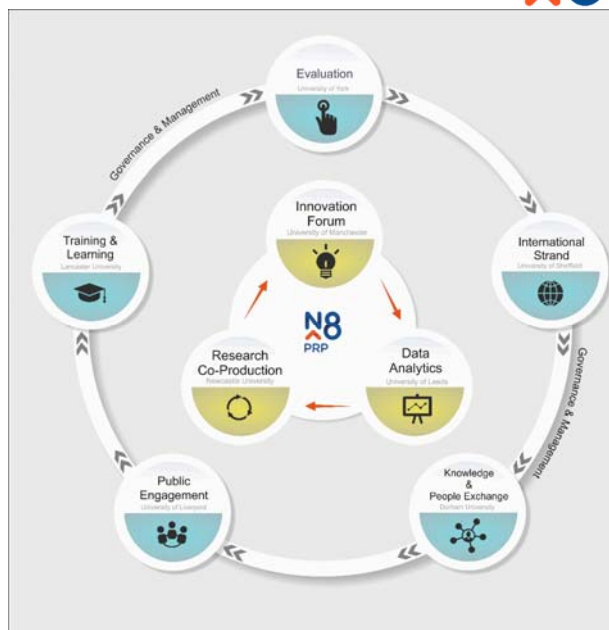 Evaluation
University of York
Governance & Management
Innovation
Forum
University of Manchester
Training &
Learning
Lancaster University
International
Strand
University of Sheffield
N8
PRP
Research
Co-Production
Newcastle University
Data
Analytics
University of Leeds
Governance & Management
Public
Engagement
University of Liverpool
Knowledge
&
People Exchange
Durham University